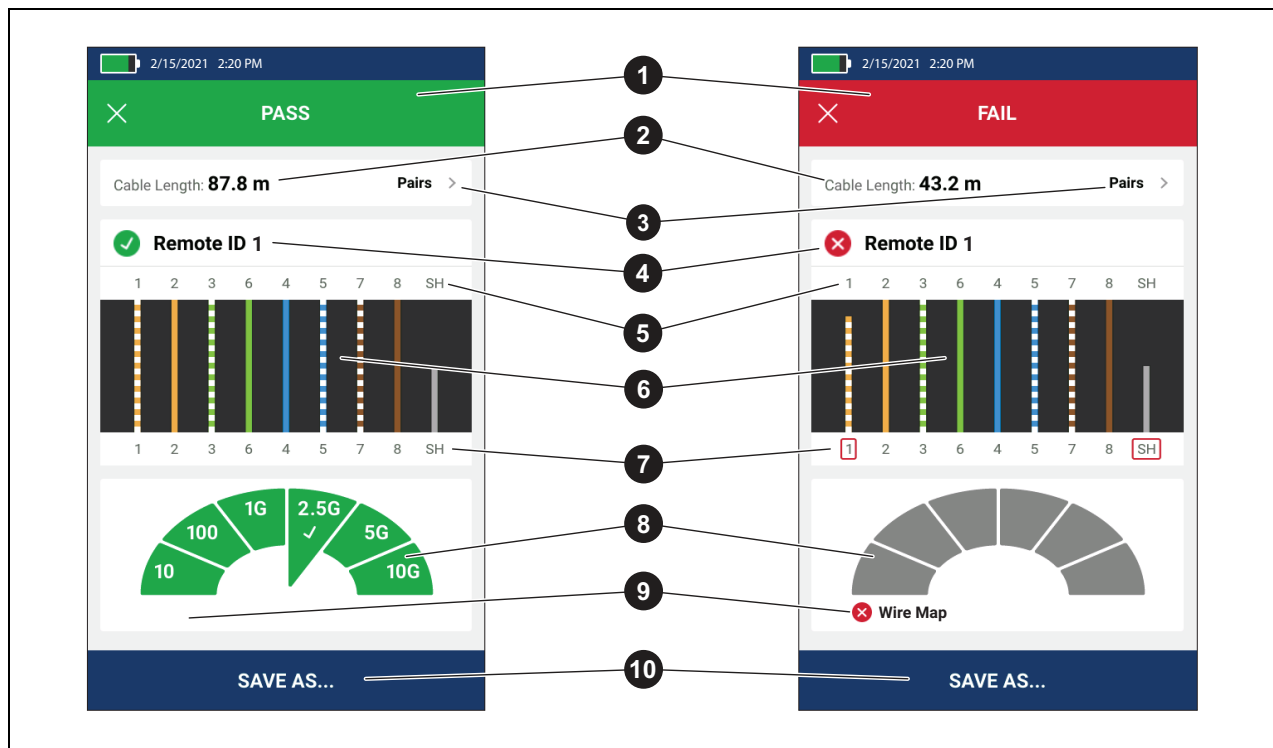 2/15/2021 2:20 PM
PASS
Cable Length: 87.8 m
Pairs
Remote ID 1
1 2 3 6 4 5 7 8 SH
1 2 3 6 4 5 7 8 SH
10
100
1G
2.5G
5G
10G
SAVE AS...
1
2
3
4
5
6
7
8
9
10
2/15/2021 2:20 PM
FAIL
Cable Length: 43.2 m
Pairs
Remote ID 1
1 2 3 6 4 5 7 8 SH
1 2 3 6 4 5 7 8 SH
Wire Map
SAVE AS...